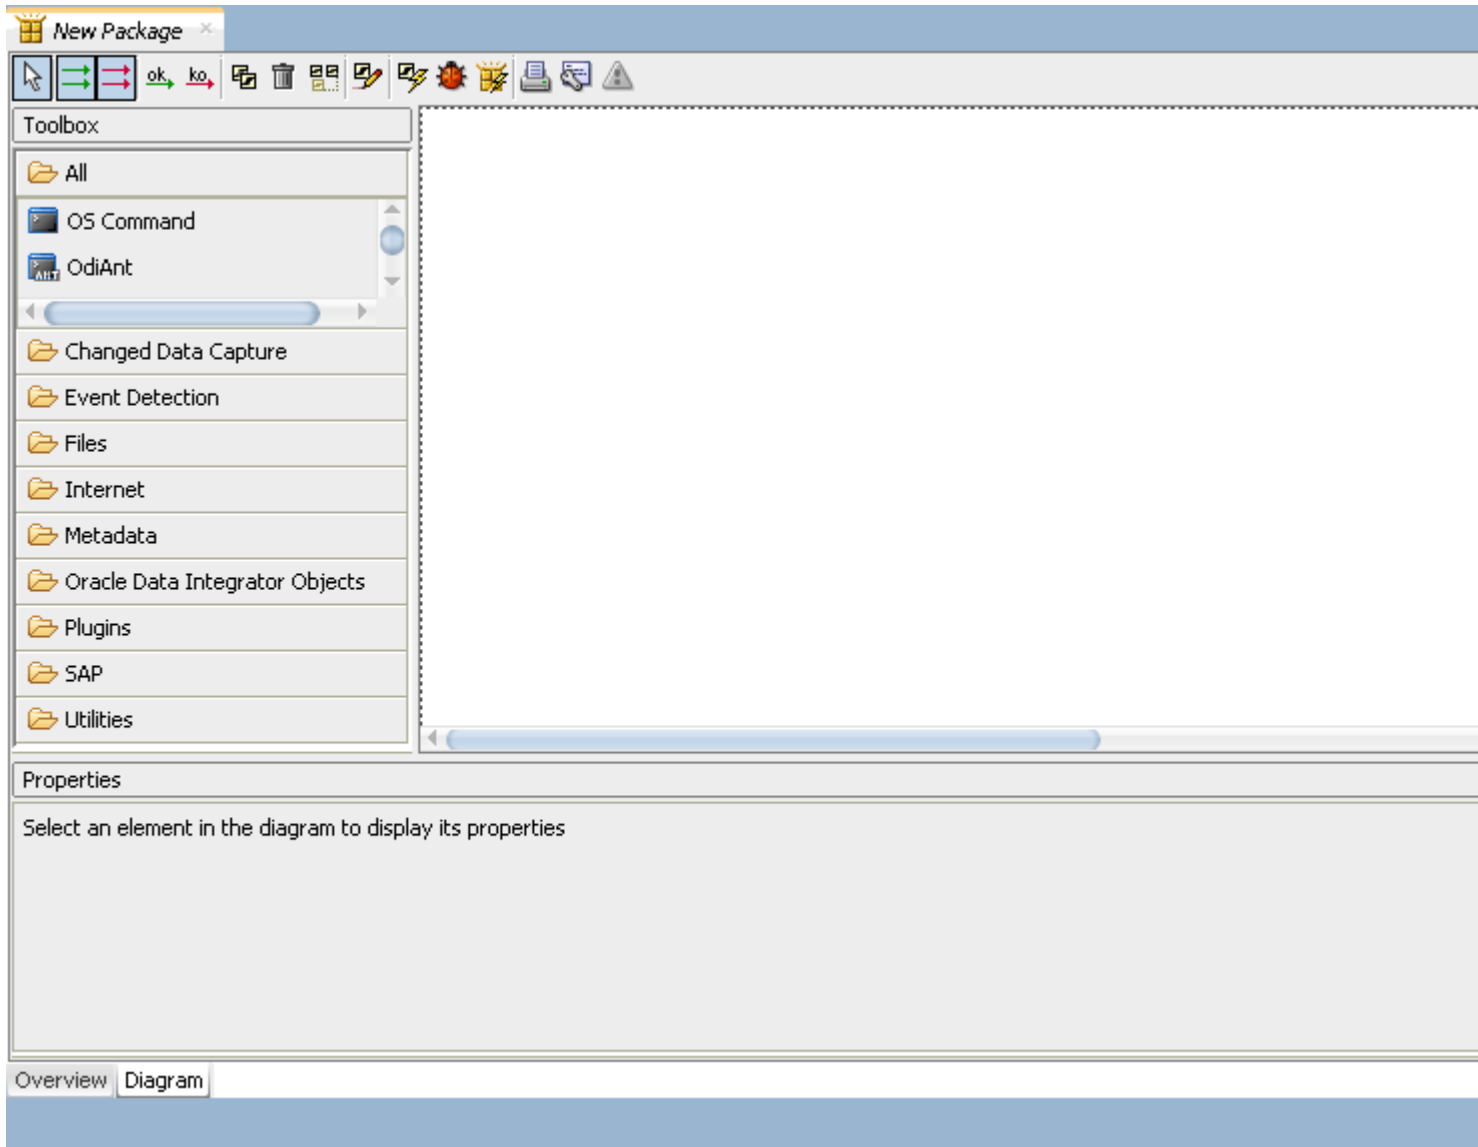 New Package
ok ko
Toolbox
All
OS Command
OdiAnt
Changed Data Capture
Event Detection
Files
Internet
Metadata
Oracle Data Integrator Objects
Plugins
SAP
Utilities
Properties
Select an element in the diagram to display its properties
Overview Diagram